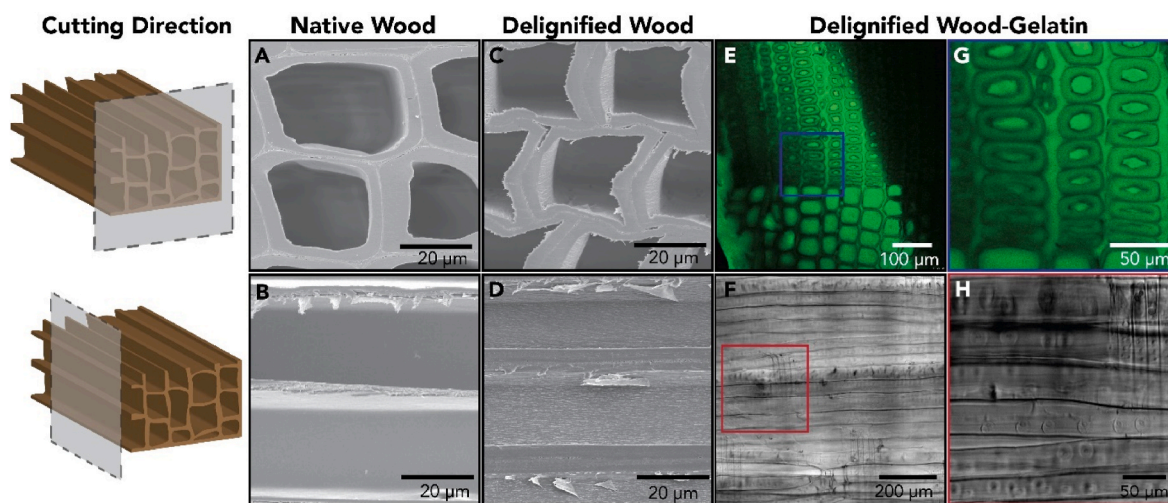 Cutting Direction
Native Wood
Delignified Wood
Delignified Wood-Gelatin
A
C
E
G
20 µm
20 µm
100 µm
50 µm
B
D
F
H
20 µm
20 µm
200 µm
50 µm